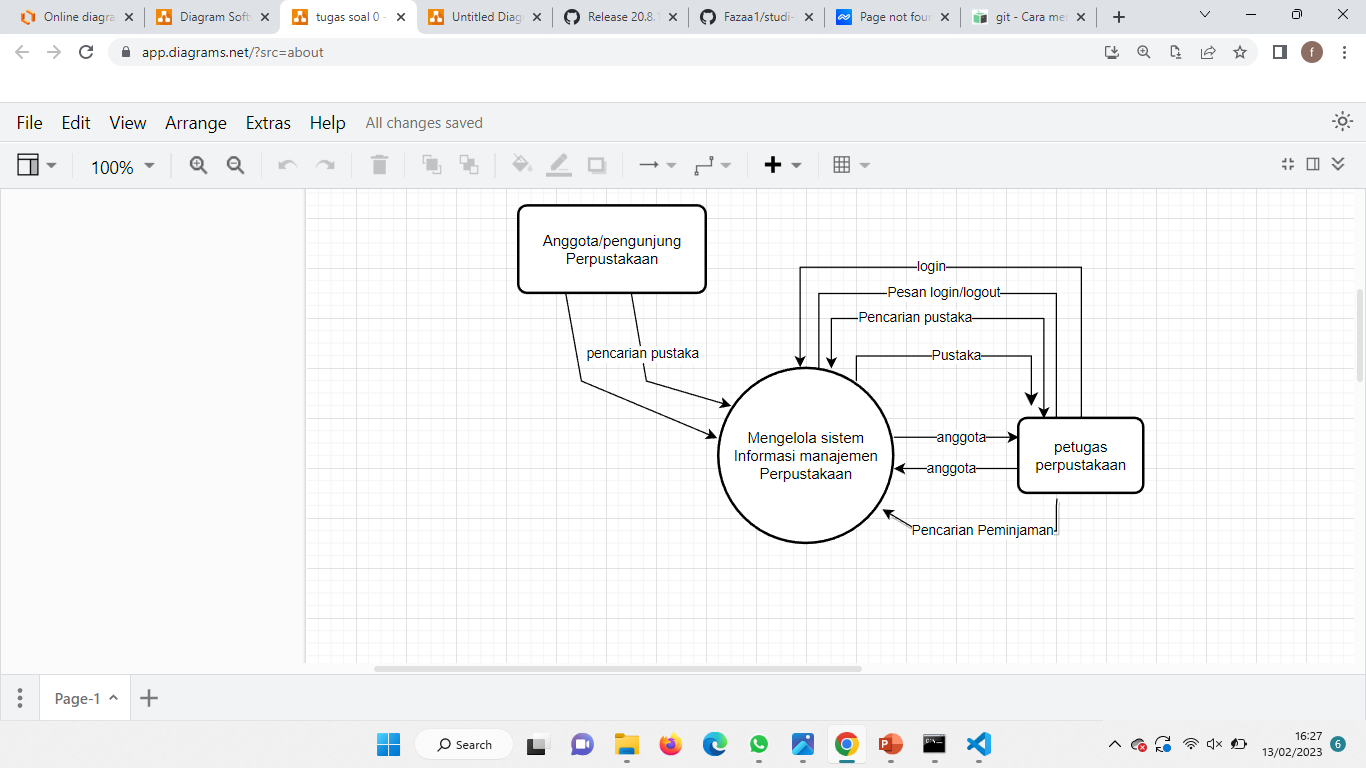 Online diagra
Diagram Soft
tugas soal 0 -
Untitled Diag
Release 20.8.
Fazaa1/studi-
Page not four
git - Cara me
app.diagrams.net/?src=about
f
File Edit View Arrange Extras Help All changes saved
100%
Anggota/pengunjung
Perpustakaan
login
Pesan login/logout
Pencarian pustaka
pencarian pustaka
Pustaka
Mengelola sistem
Informasi manajemen
Perpustakaan
anggota
anggota
petugas
perpustakaan
Pencarian Peminjaman
Page-1
Search
16:27
13/02/2023
6